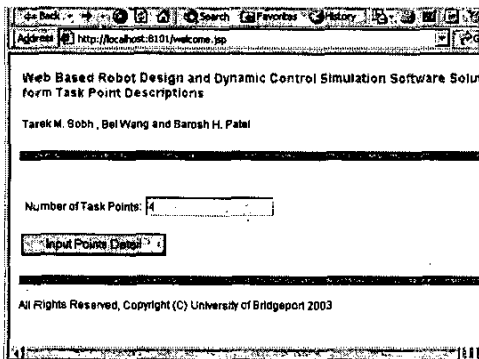 Back Search Favorites History
Address http://localhost:8101/welcome.jsp
Web Based Robot Design and Dynamic Control Simulation Software Solu
form Task Point Descriptions
Tarek M. Sobh , Bei Wang and Sarosh H. Patel
Number of Task Points: 4
Input Points Detail
All Rights Reserved, Copyright (C) University of Bridgeport 2003